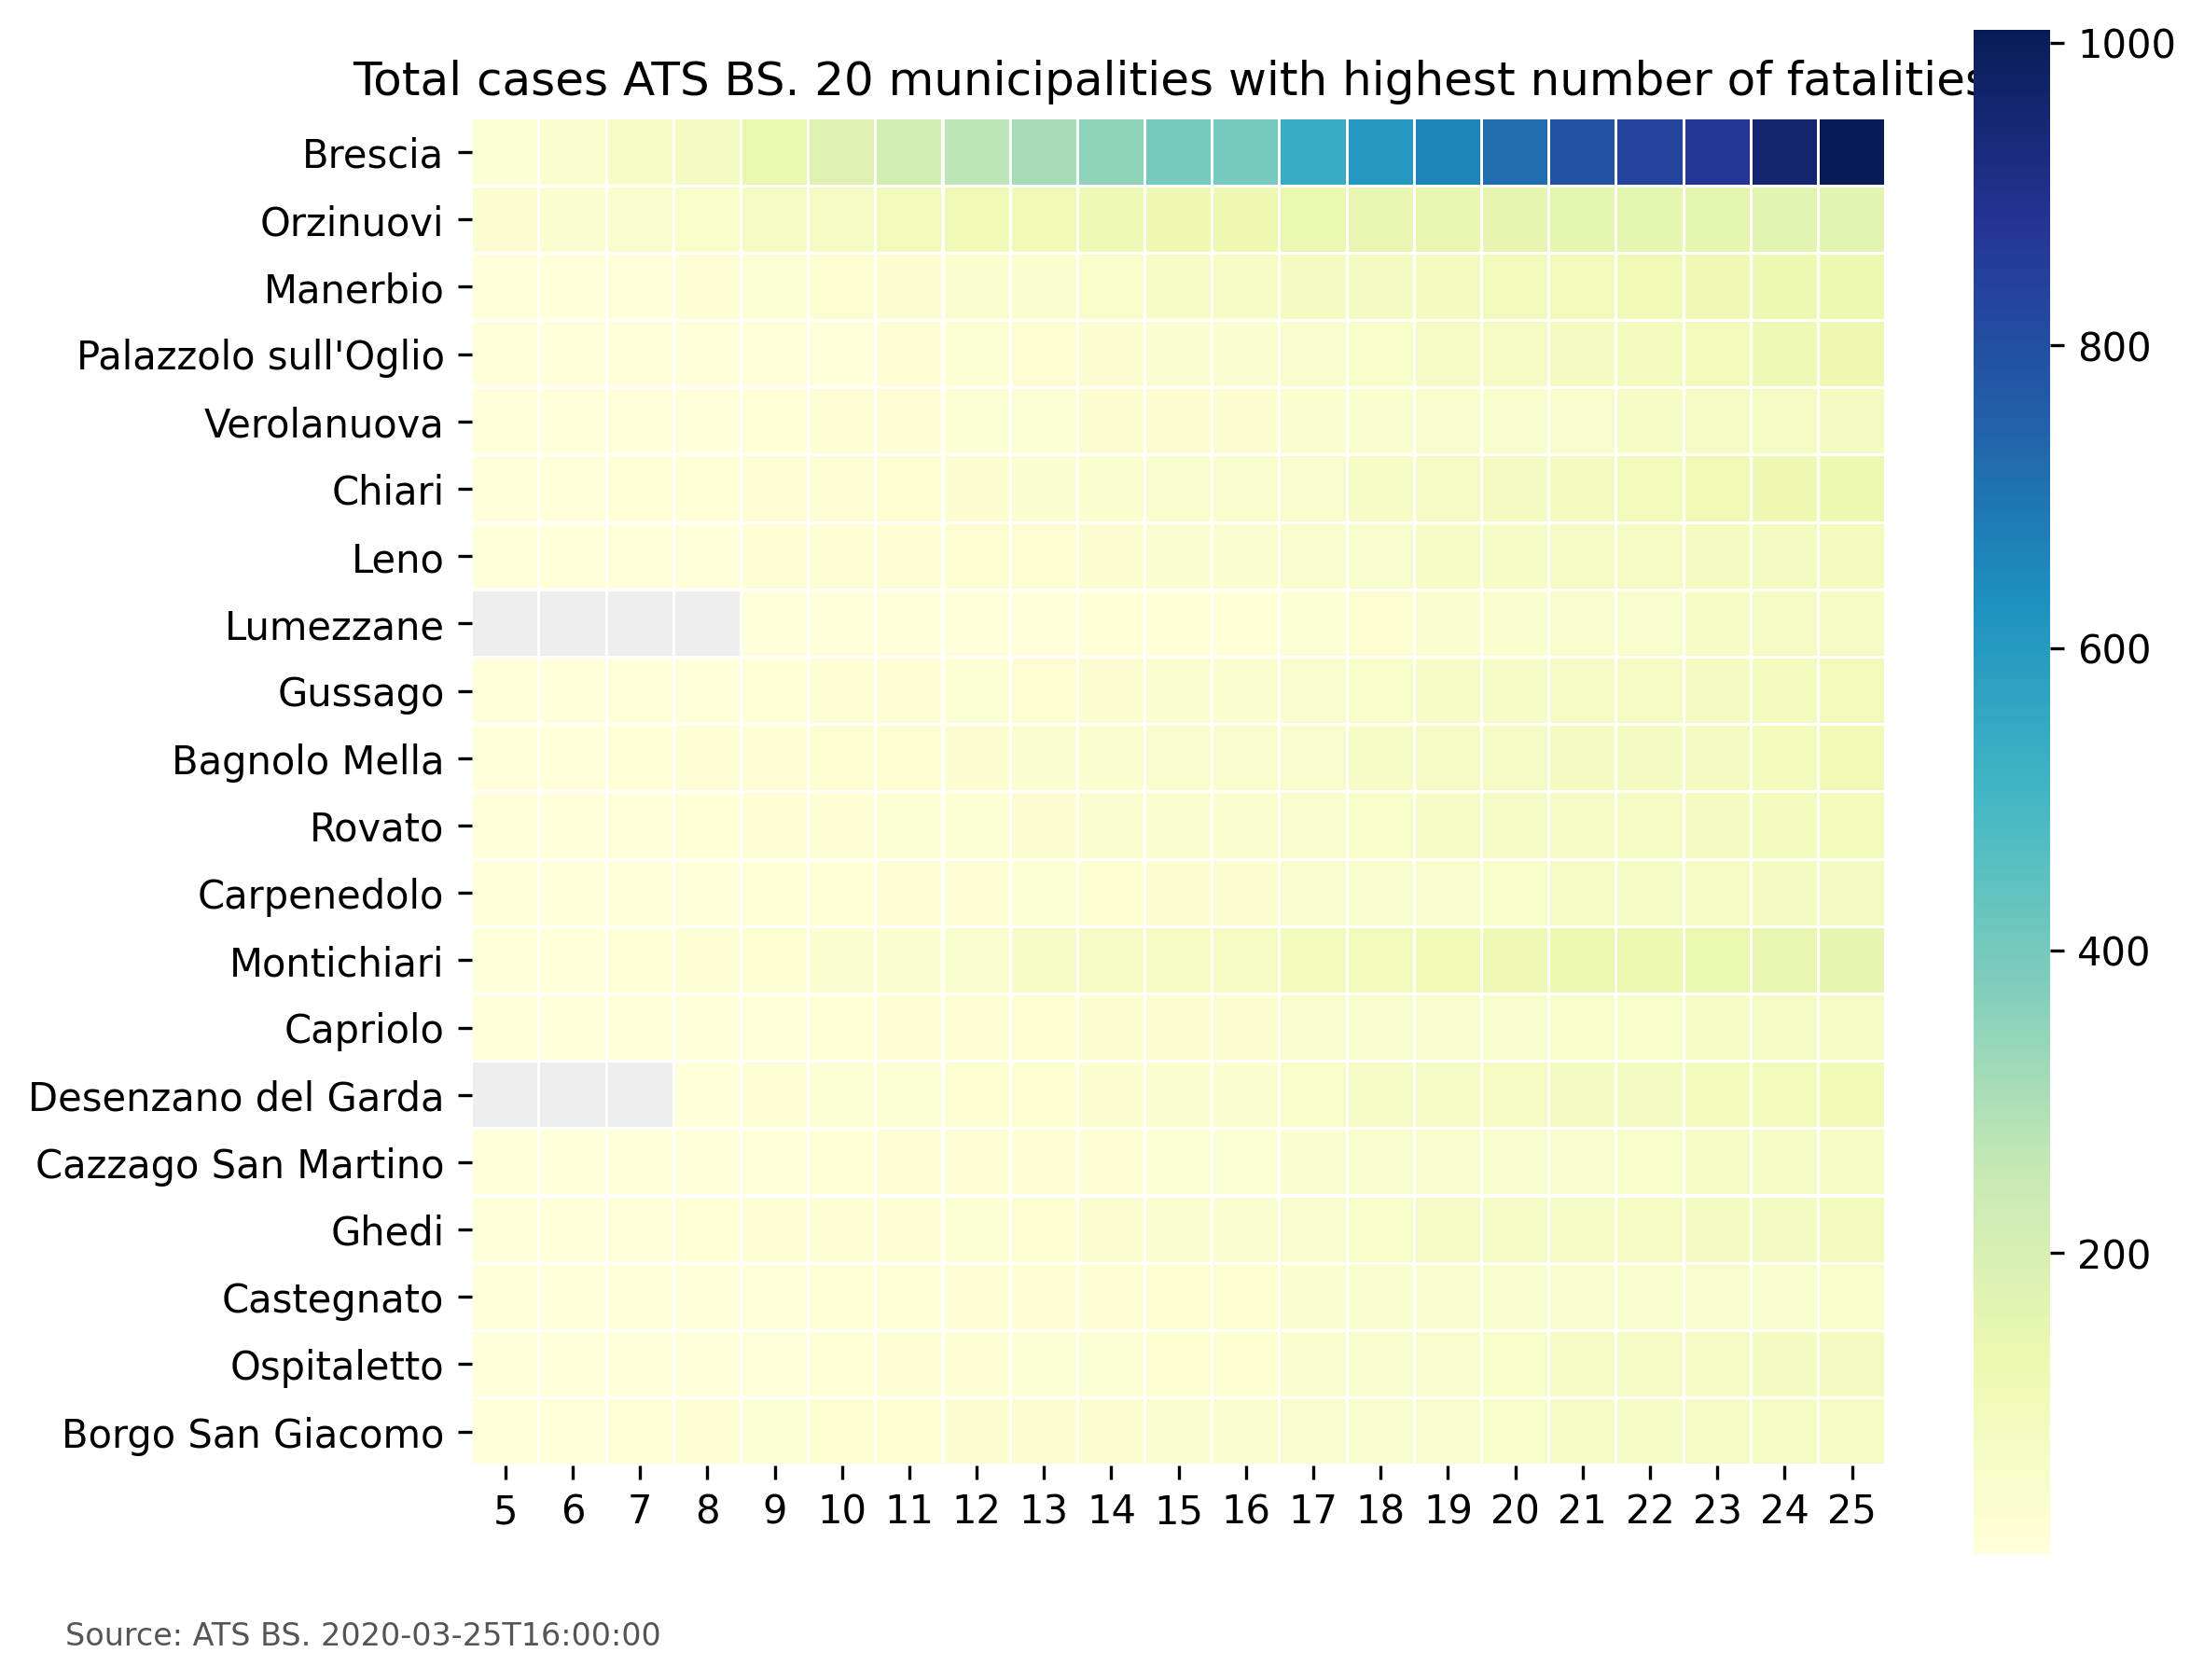 Total cases ATS BS. 20 municipalities with highest number of fatalities
Brescia
Orzinuovi
Manerbio
Palazzolo sull'Oglio
Verolanuova
Chiari
Leno
Lumezzane
Gussago
Bagnolo Mella
Rovato
Carpenedolo
Montichiari
Capriolo
Desenzano del Garda
Cazzago San Martino
Ghedi
Castegnato
Ospitaletto
Borgo San Giacomo
5 6 7 8 9 10 11 12 13 14 15 16 17 18 19 20 21 22 23 24 25
1000
800
600
400
200
Source: ATS BS. 2020-03-25T16:00:00